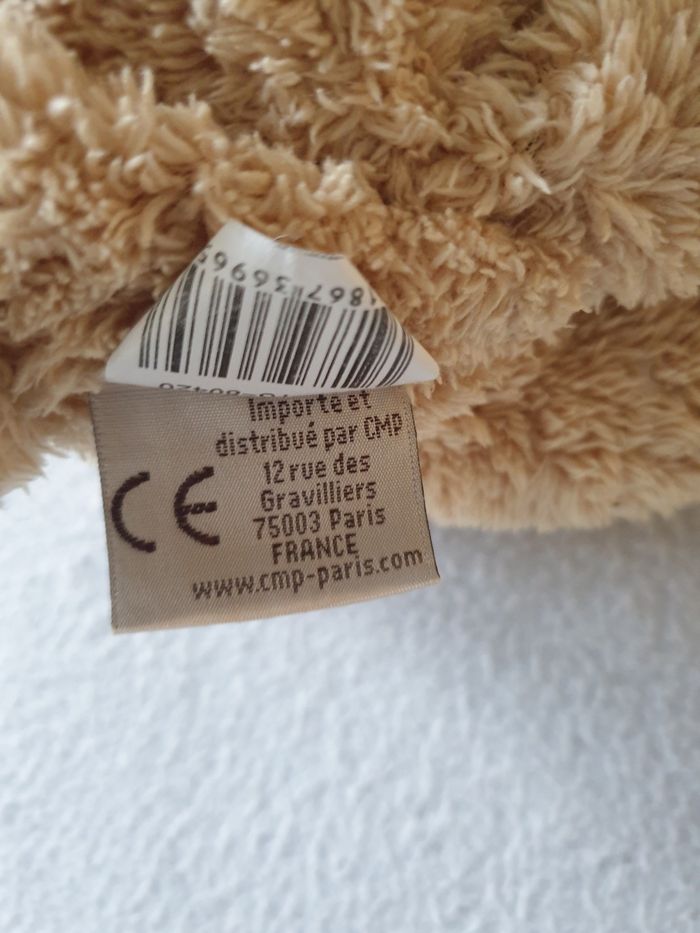 Importé et
distribué par CMP
12 rue des
Gravilliers
75003 Paris
FRANCE
www.cmp-paris.com
CE